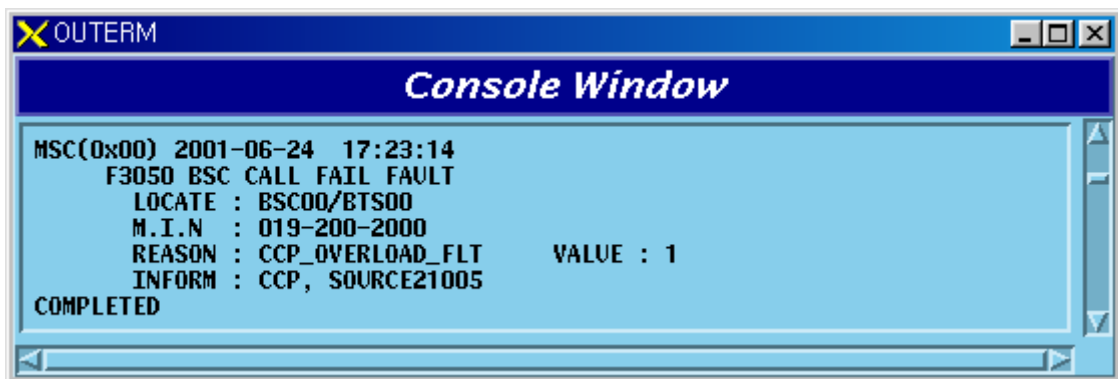 OUTERM
Console Window
MSC(0x00) 2001-06-24  17:23:14
F3050 BSC CALL FAIL FAULT
LOCATE : BSC00/BTS00
M.I.N  : 019-200-2000
REASON : CCP_OVERLOAD_FLT     VALUE : 1
INFORM : CCP, SOURCE21005
COMPLETED